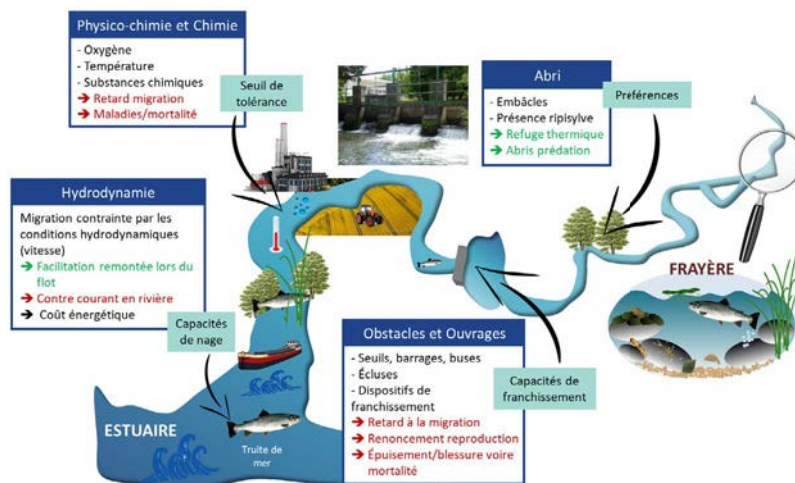 Physico-chimie et Chimie
- Oxygène
- Température
- Substances chimiques
→ Retard migration
→ Maladies/mortalité
Seuil de
tolérance
Abri
- Embâcles
- Présence ripisylve
→ Refuge thermique
→ Abris prédation
Préférences
Hydrodynamie
Migration contrainte par les
conditions hydrodynamiques
(vitesse)
→ Facilitation remontée lors du
flot
→ Contre courant en rivière
→ Coût énergétique
Capacités
de nage
FRAYÈRE
Obstacles et Ouvrages
- Seuils, barrages, buses
- Écluses
- Dispositifs de
franchissement
→ Retard à la migration
→ Renoncement reproduction
→ Épuisement/blessure voire
mortalité
Capacités de
franchissement
ESTUAIRE
Truite de
mer